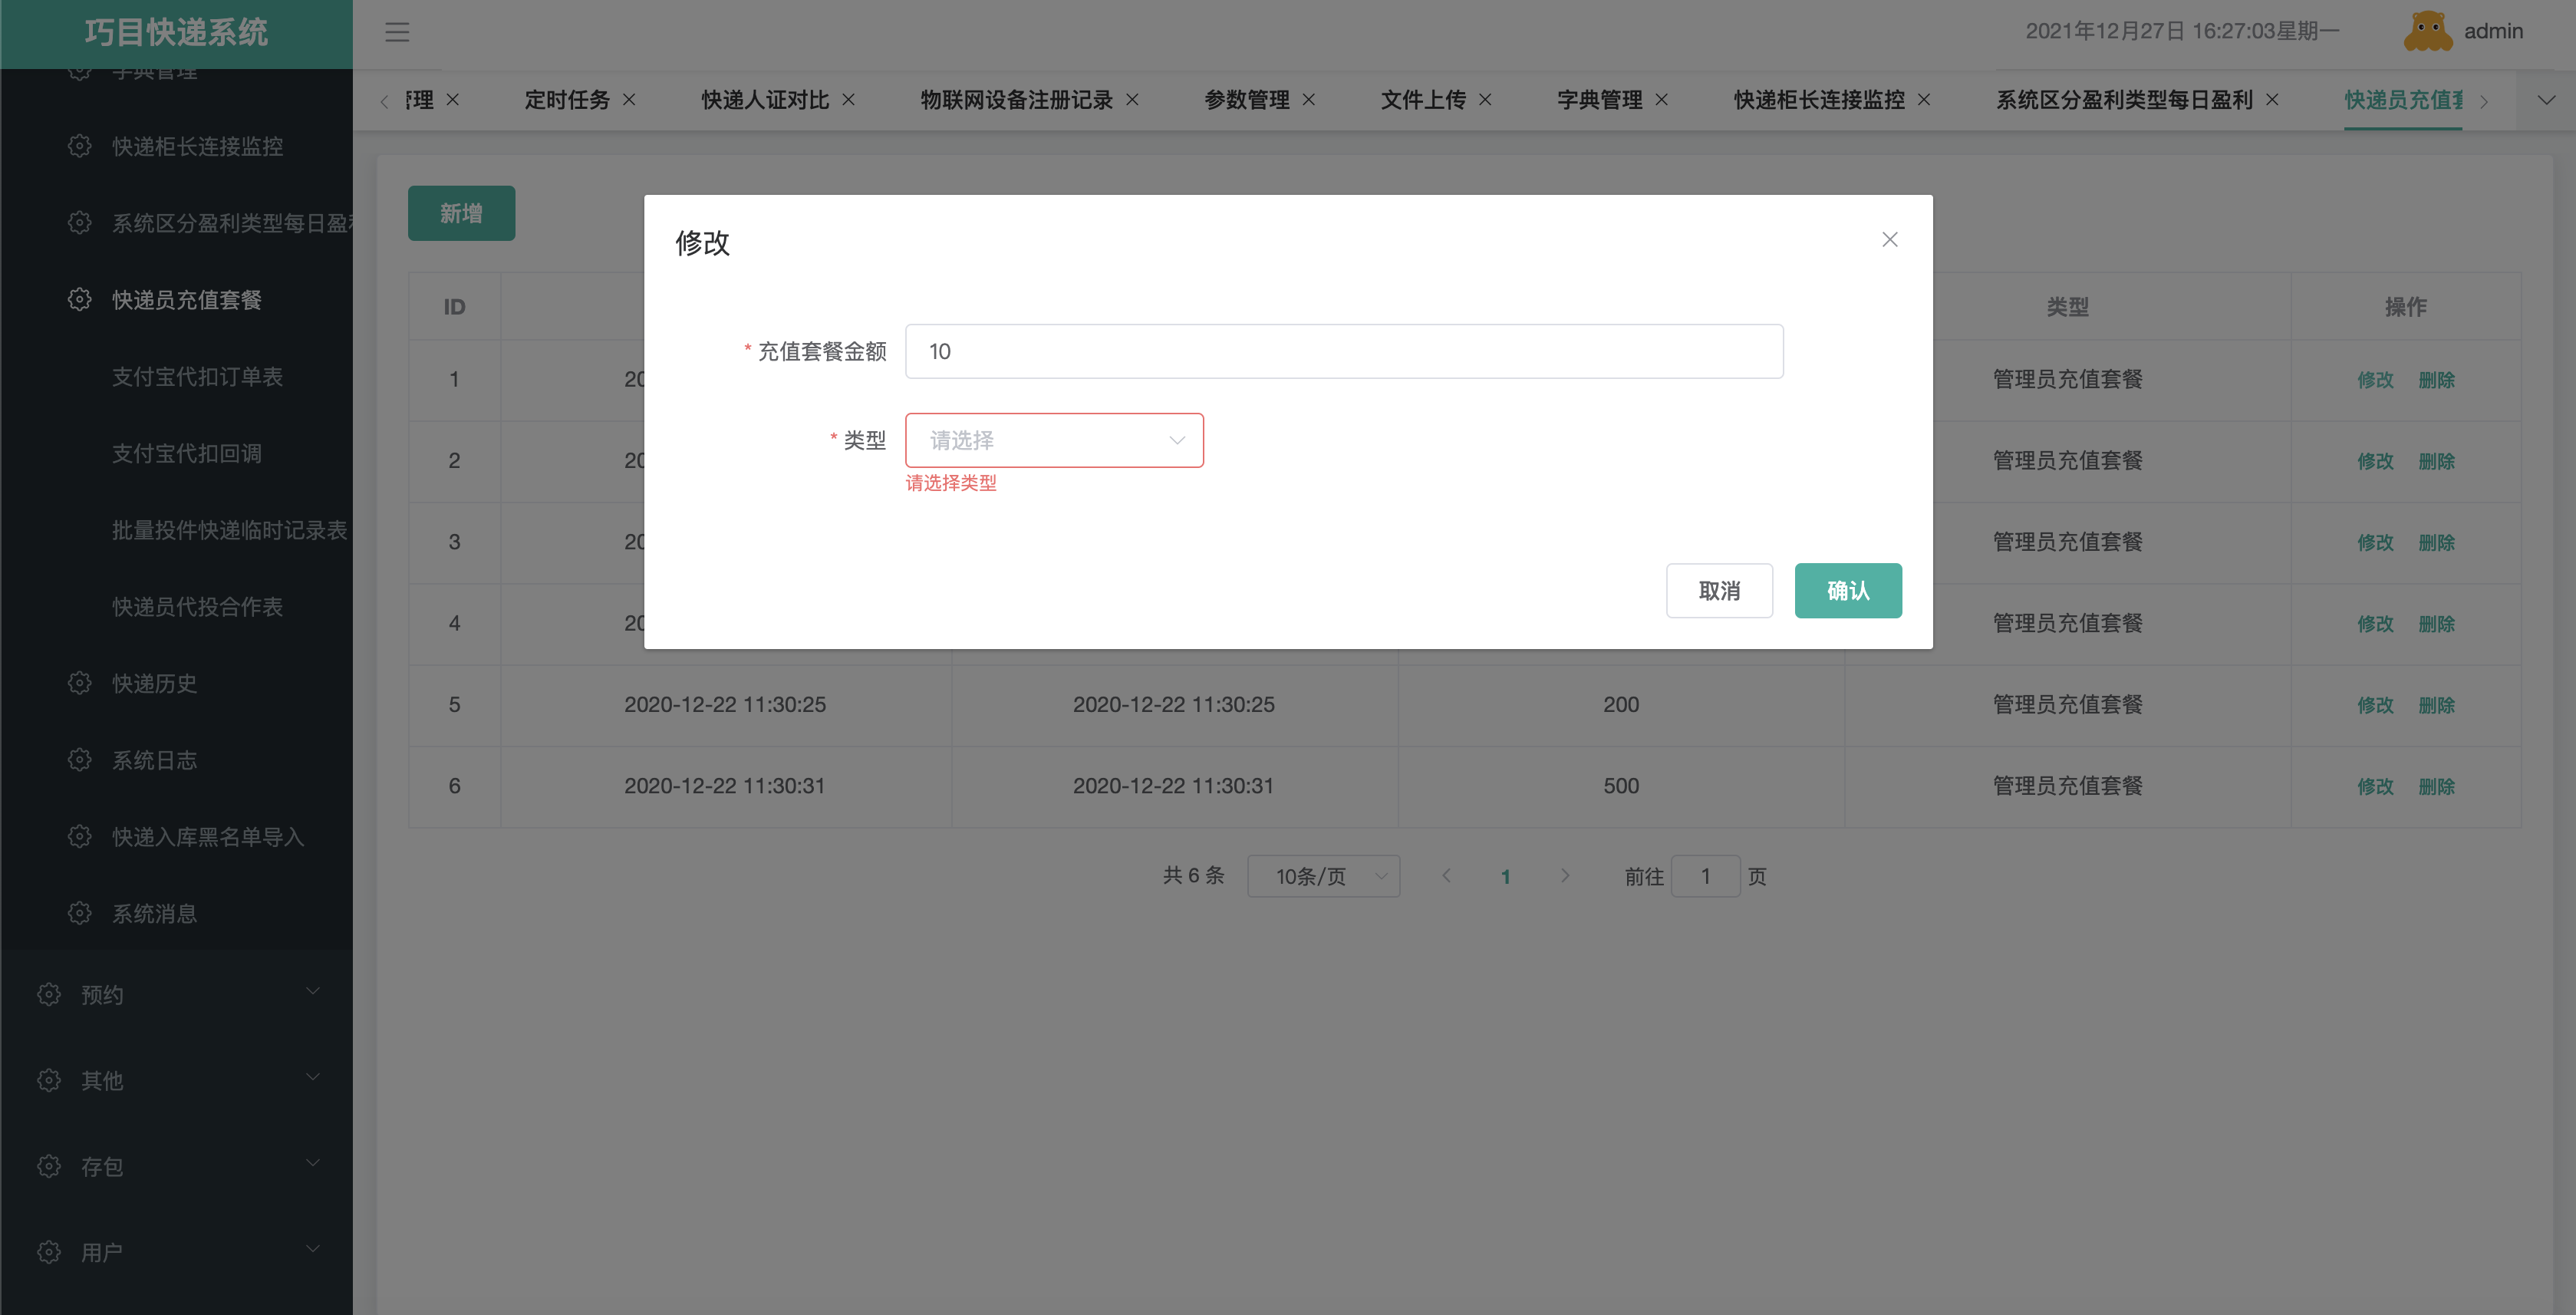 巧目快递系统
2021年12月27日 16:27:03星期一
admin
字典管理
快递柜长连接监控
系统区分盈利类型每日盈利
快递员充值套餐
支付宝代扣订单表
支付宝代扣回调
批量投件快递临时记录表
快递员代投合作表
快递历史
系统日志
快递入库黑名单导入
系统消息
预约
其他
存包
用户
管理 定时任务 快递人证对比 物联网设备注册记录 参数管理 文件上传 字典管理 快递柜长连接监控 系统区分盈利类型每日盈利 快递员充值套
新增
修改
* 充值套餐金额 10
* 类型 请选择
请选择类型
取消 确认
ID 类型 操作
1 20 管理员充值套餐 修改 删除
2 20 管理员充值套餐 修改 删除
3 20 管理员充值套餐 修改 删除
4 20 管理员充值套餐 修改 删除
5 2020-12-22 11:30:25 2020-12-22 11:30:25 200 管理员充值套餐 修改 删除
6 2020-12-22 11:30:31 2020-12-22 11:30:31 500 管理员充值套餐 修改 删除
共 6 条 10条/页 1 前往 1 页